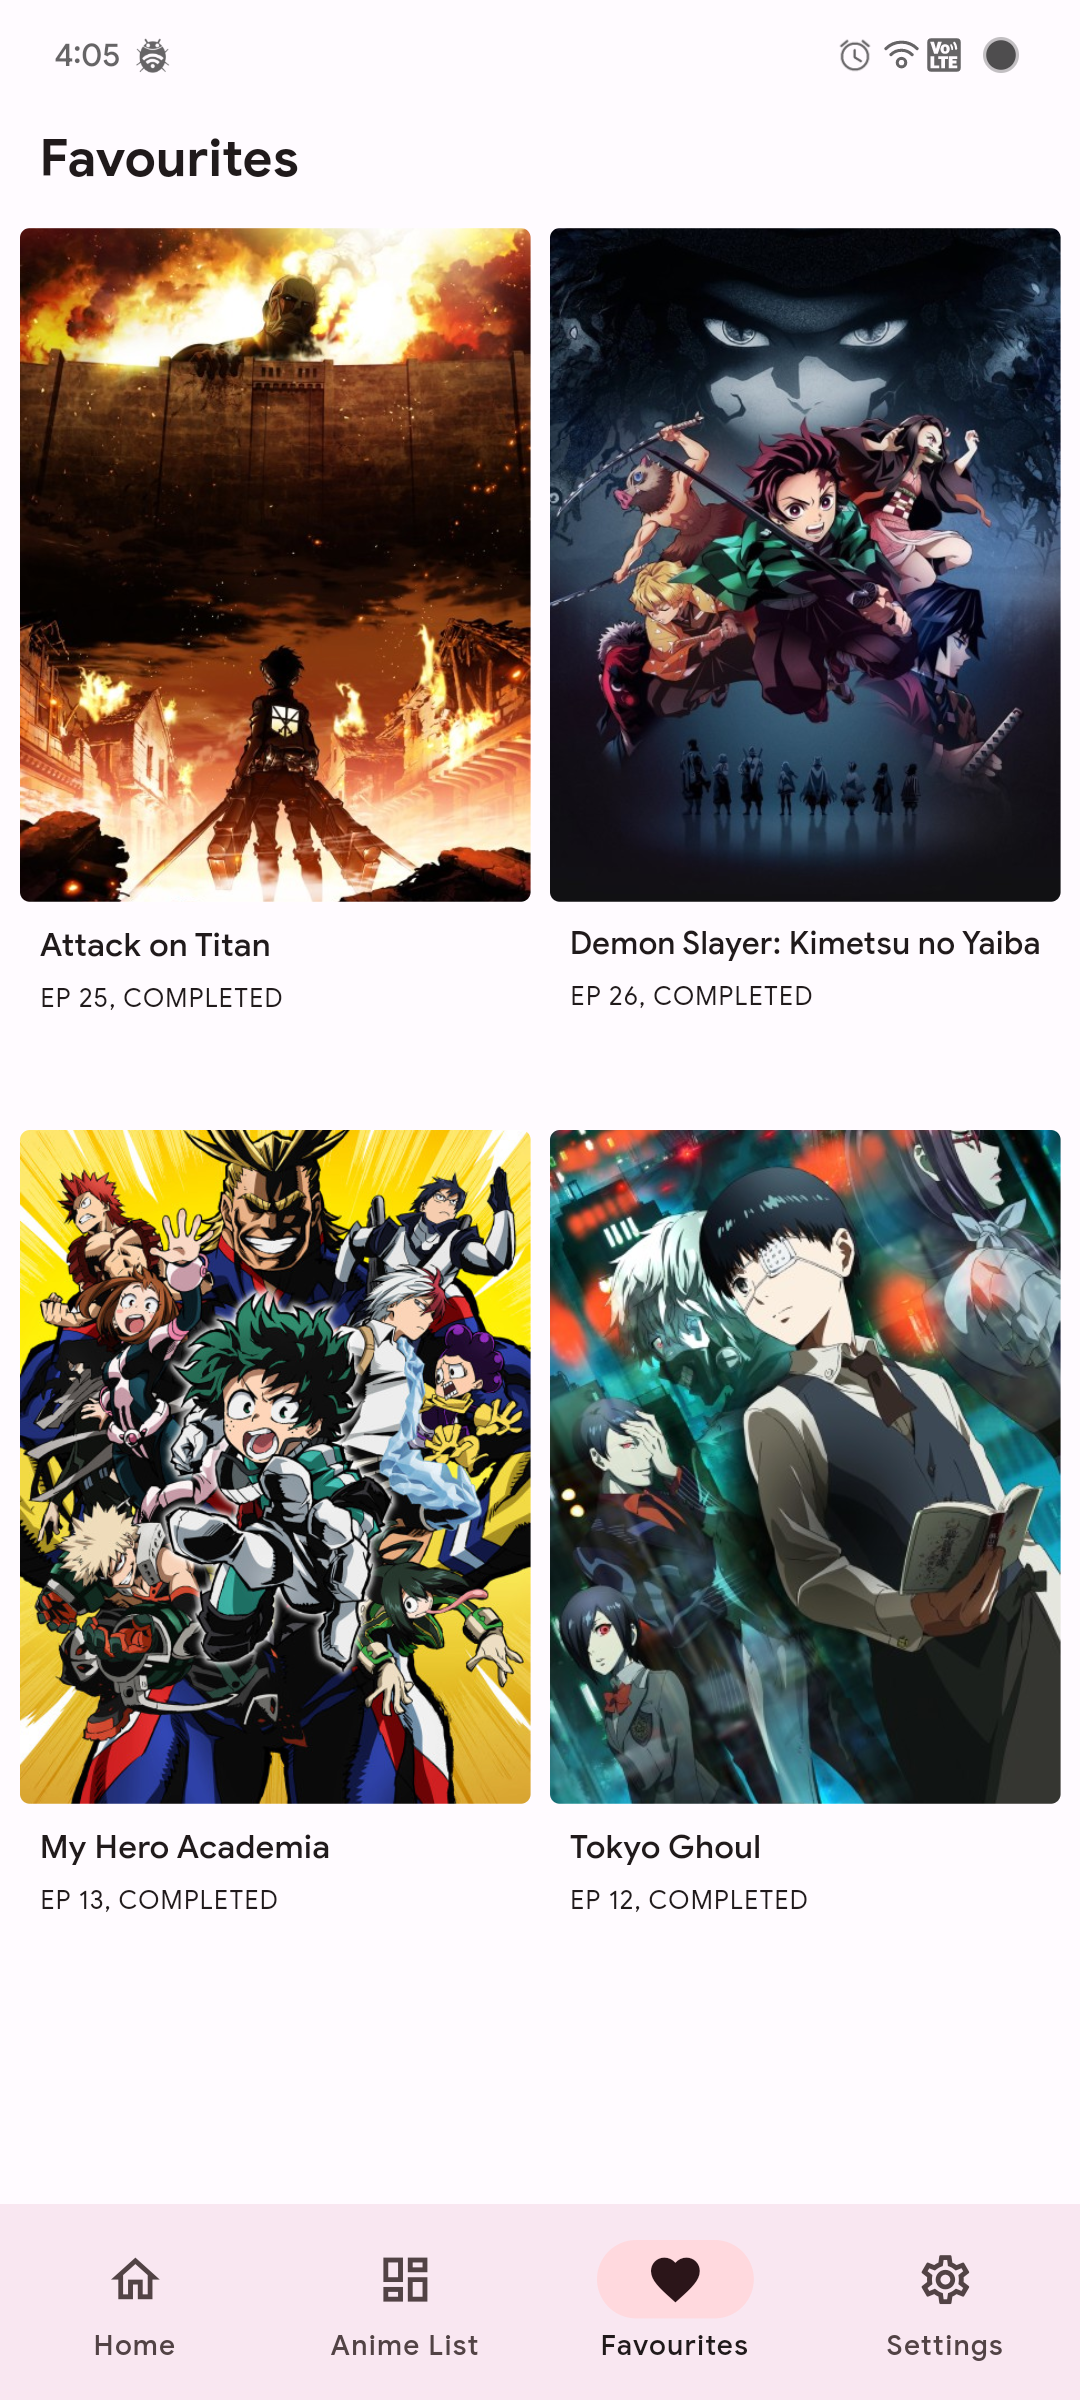 4:05
Vo
LTE
Favourites
Attack on Titan
EP 25, COMPLETED
Demon Slayer: Kimetsu no Yaiba
EP 26, COMPLETED
My Hero Academia
EP 13, COMPLETED
Tokyo Ghoul
EP 12, COMPLETED
Home
Anime List
Favourites
Settings